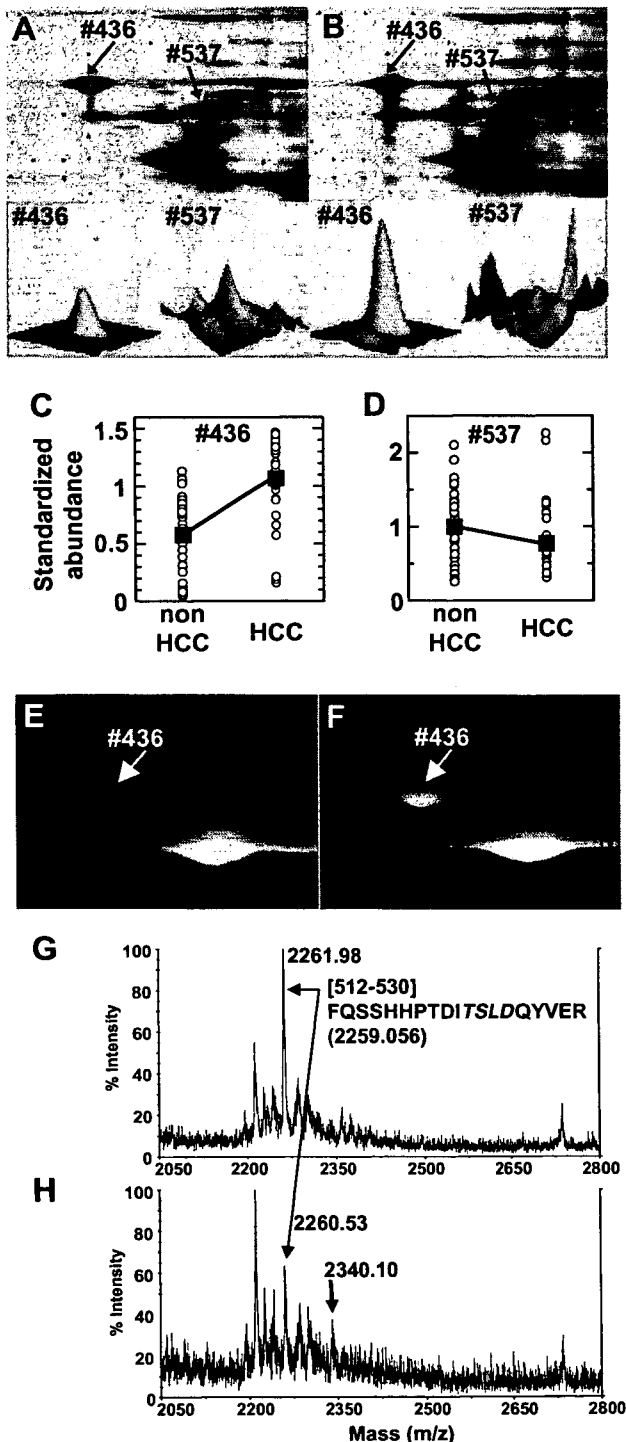 A
#436
#537
B
#436
#537
#436
#537
#436
#537
C
Standardized abundance
1.5
1
0.5
0
#436
non HCC
HCC
D
2
1
0
#537
non HCC
HCC
E
#436
F
#436
G
% Intensity
100
80
60
40
20
0
2261.98
[512-530]
FQSSHHPTDITSLDQYVER
(2259.056)
2050
2200
2350
2500
2650
2800
H
% Intensity
100
80
60
40
20
0
2260.53
2340.10
2050
2200
2350
2500
2650
2800
Mass (m/z)